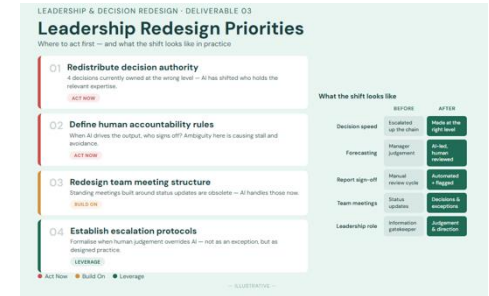 LEADERSHIP & DECISION REDESIGN · DELIVERABLE 03
Leadership Redesign Priorities
Where to act first — and what the shift looks like in practice
01 Redistribute decision authority
4 decisions currently owned at the wrong level — AI has shifted who holds the
relevant expertise.
ACT NOW
02 Define human accountability rules
When AI drives the output, who signs off? Ambiguity here is causing stall and
avoidance.
ACT NOW
03 Redesign team meeting structure
Standing meetings built around status updates are obsolete — AI handles those now.
BUILD ON
04 Establish escalation protocols
Formalise when human judgement overrides AI — not as an exception, but as
designed practice.
LEVERAGE
Act Now Build On Leverage
What the shift looks like
BEFORE AFTER
Decision speed
Escalated
up the chain
Made at the
right level
Forecasting
Manager
judgement
AI-led,
human
reviewed
Report sign-off
Manual
review cycle
Automated
+ flagged
Team meetings
Status
updates
Decisions &
exceptions
Leadership role
Information
gatekeeper
Judgement
& direction
— ILLUSTRATIVE —